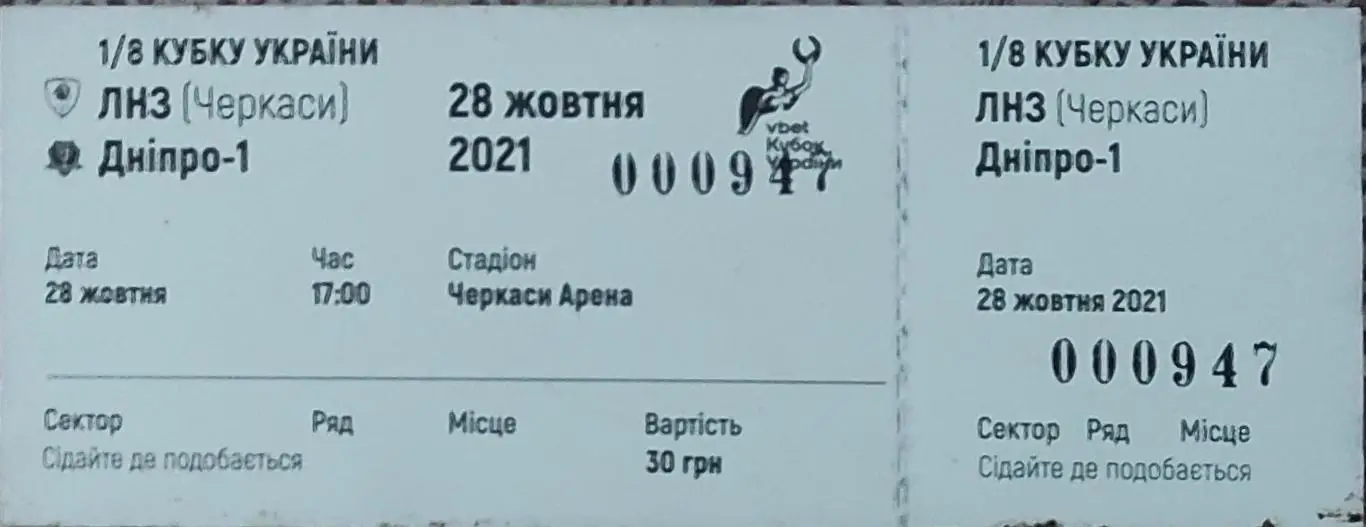 1/8 КУБКУ УКРАЇНИ
ЛНЗ (Черкаси)
Дніпро-1
28 жовтня
2021
vbet
Кубок
України
000947
Дата
28 жовтня
Час
17:00
Стадіон
Черкаси Арена
Сектор
Сідайте де подобається
Ряд
Місце
Вартість
30 грн
1/8 КУБКУ УКРАЇНИ
ЛНЗ (Черкаси)
Дніпро-1
Дата
28 жовтня 2021
000947
Сектор Ряд Місце
Сідайте де подобається